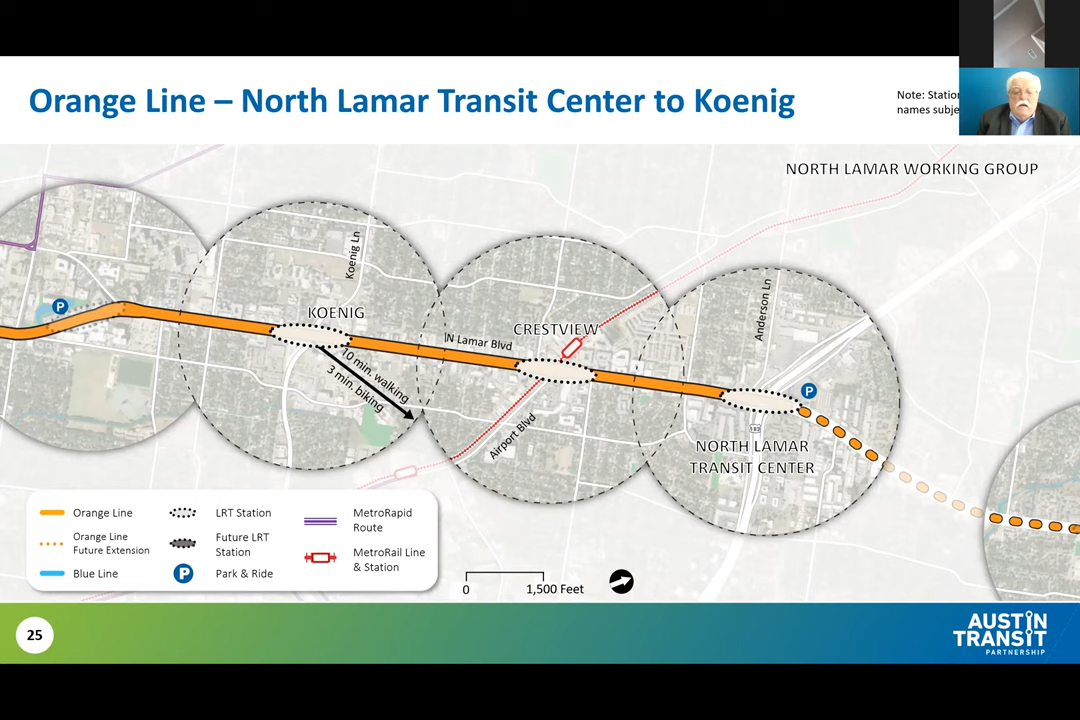 Orange Line – North Lamar Transit Center to Koenig
Note: Station
names subje
NORTH LAMAR WORKING GROUP
Koenig Ln
KOENIG
N Lamar Blvd
CRESTVIEW
Anderson Ln
P
P
10 min. walking
3 min. biking
Airport Blvd
183
NORTH LAMAR
TRANSIT CENTER
Orange Line
Orange Line
Future Extension
Blue Line
LRT Station
Future LRT
Station
P
Park & Ride
MetroRapid
Route
MetroRail Line
& Station
0
1,500 Feet
25
AUSTIN
TRANSIT
PARTNERSHIP